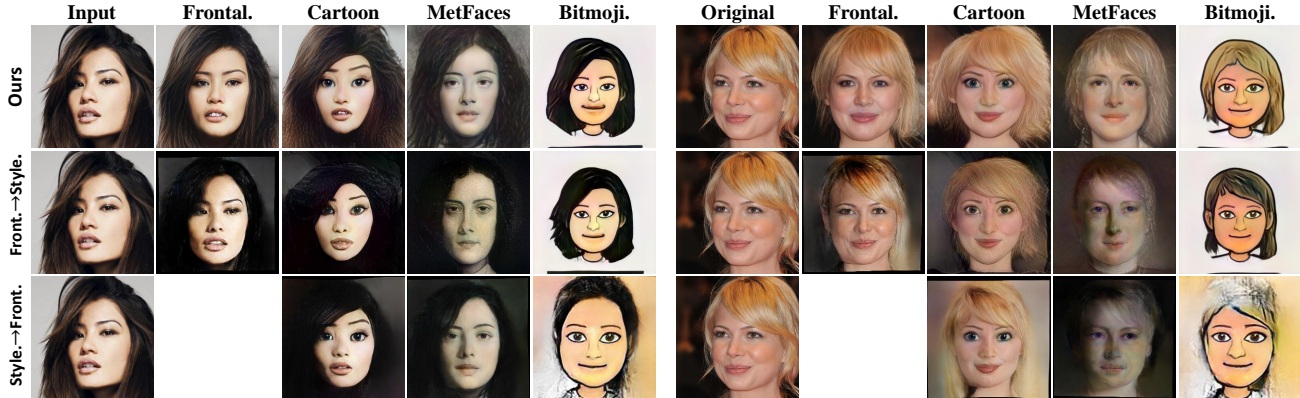 Input Frontal. Cartoon MetFaces Bitmoji. Original Frontal. Cartoon MetFaces Bitmoji.
Ours
Front.→Style.
Style.→Front.